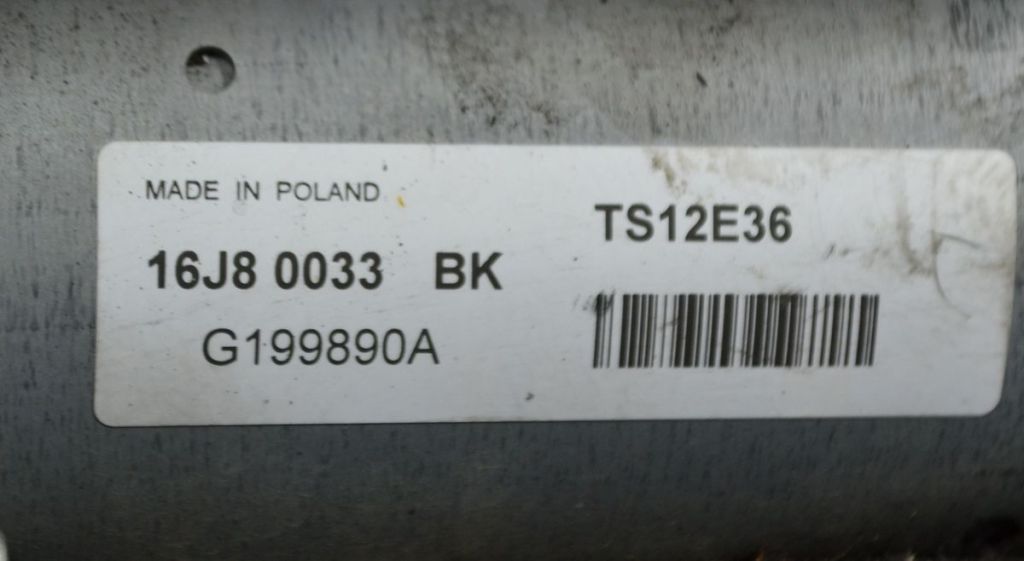 MADE IN POLAND
TS12E36
16J8 0033 BK
G199890A